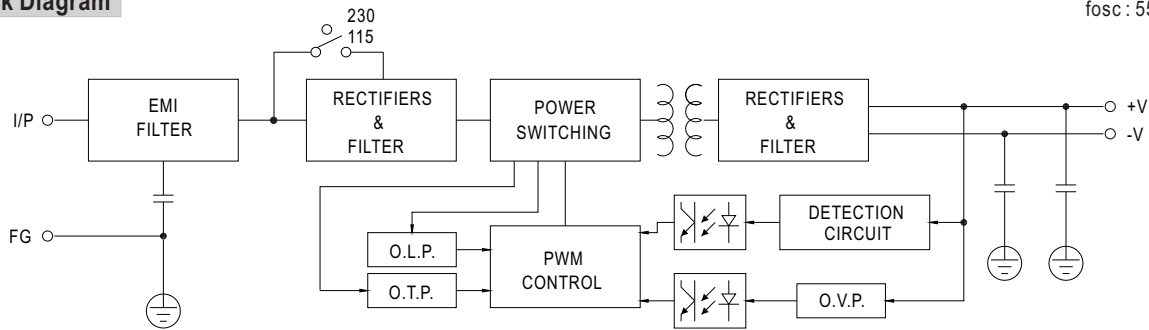 k Diagram
fosc : 55
230
115
I/P
EMI
FILTER
RECTIFIERS
&
FILTER
POWER
SWITCHING
RECTIFIERS
&
FILTER
+V
-V
FG
O.L.P.
O.T.P.
PWM
CONTROL
DETECTION
CIRCUIT
O.V.P.